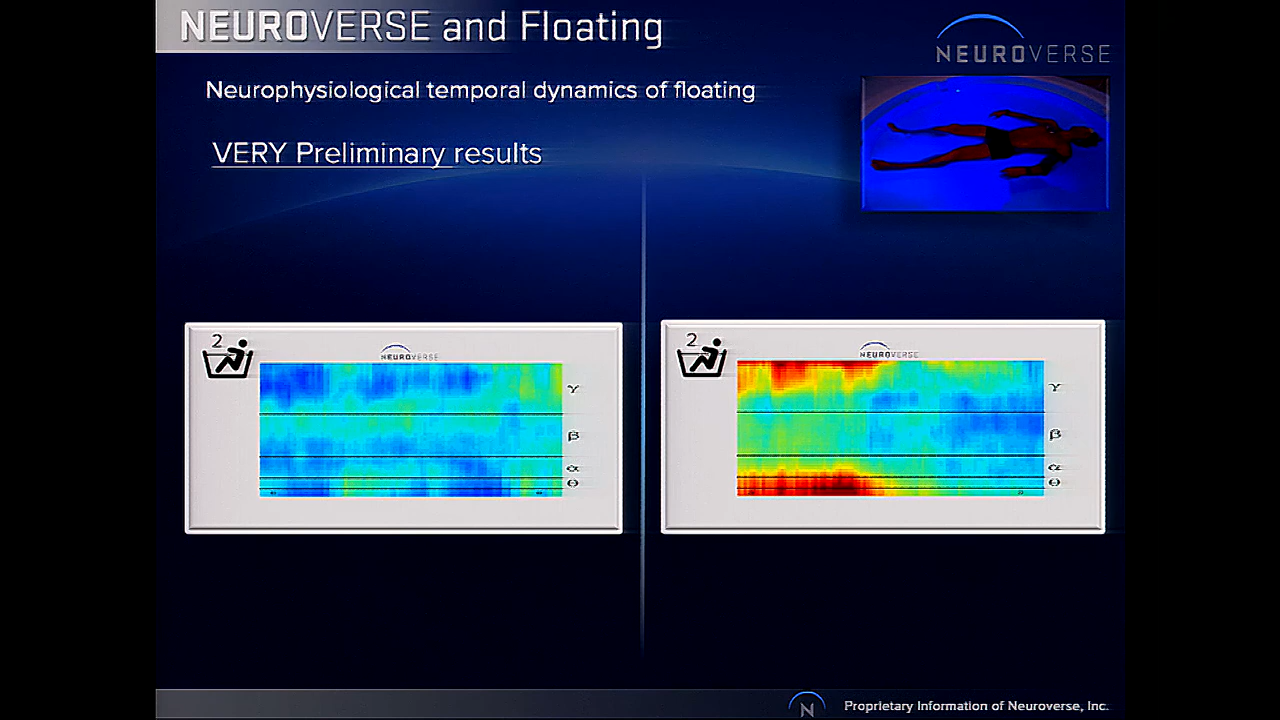 NEUROVERSE and Floating
NEUROVERSE
Neurophysiological temporal dynamics of floating
VERY Preliminary results
2
NEUROVERSE
γ
β
α
Θ
2
NEUROVERSE
γ
β
α
Θ
N
Proprietary Information of Neuroverse, Inc.